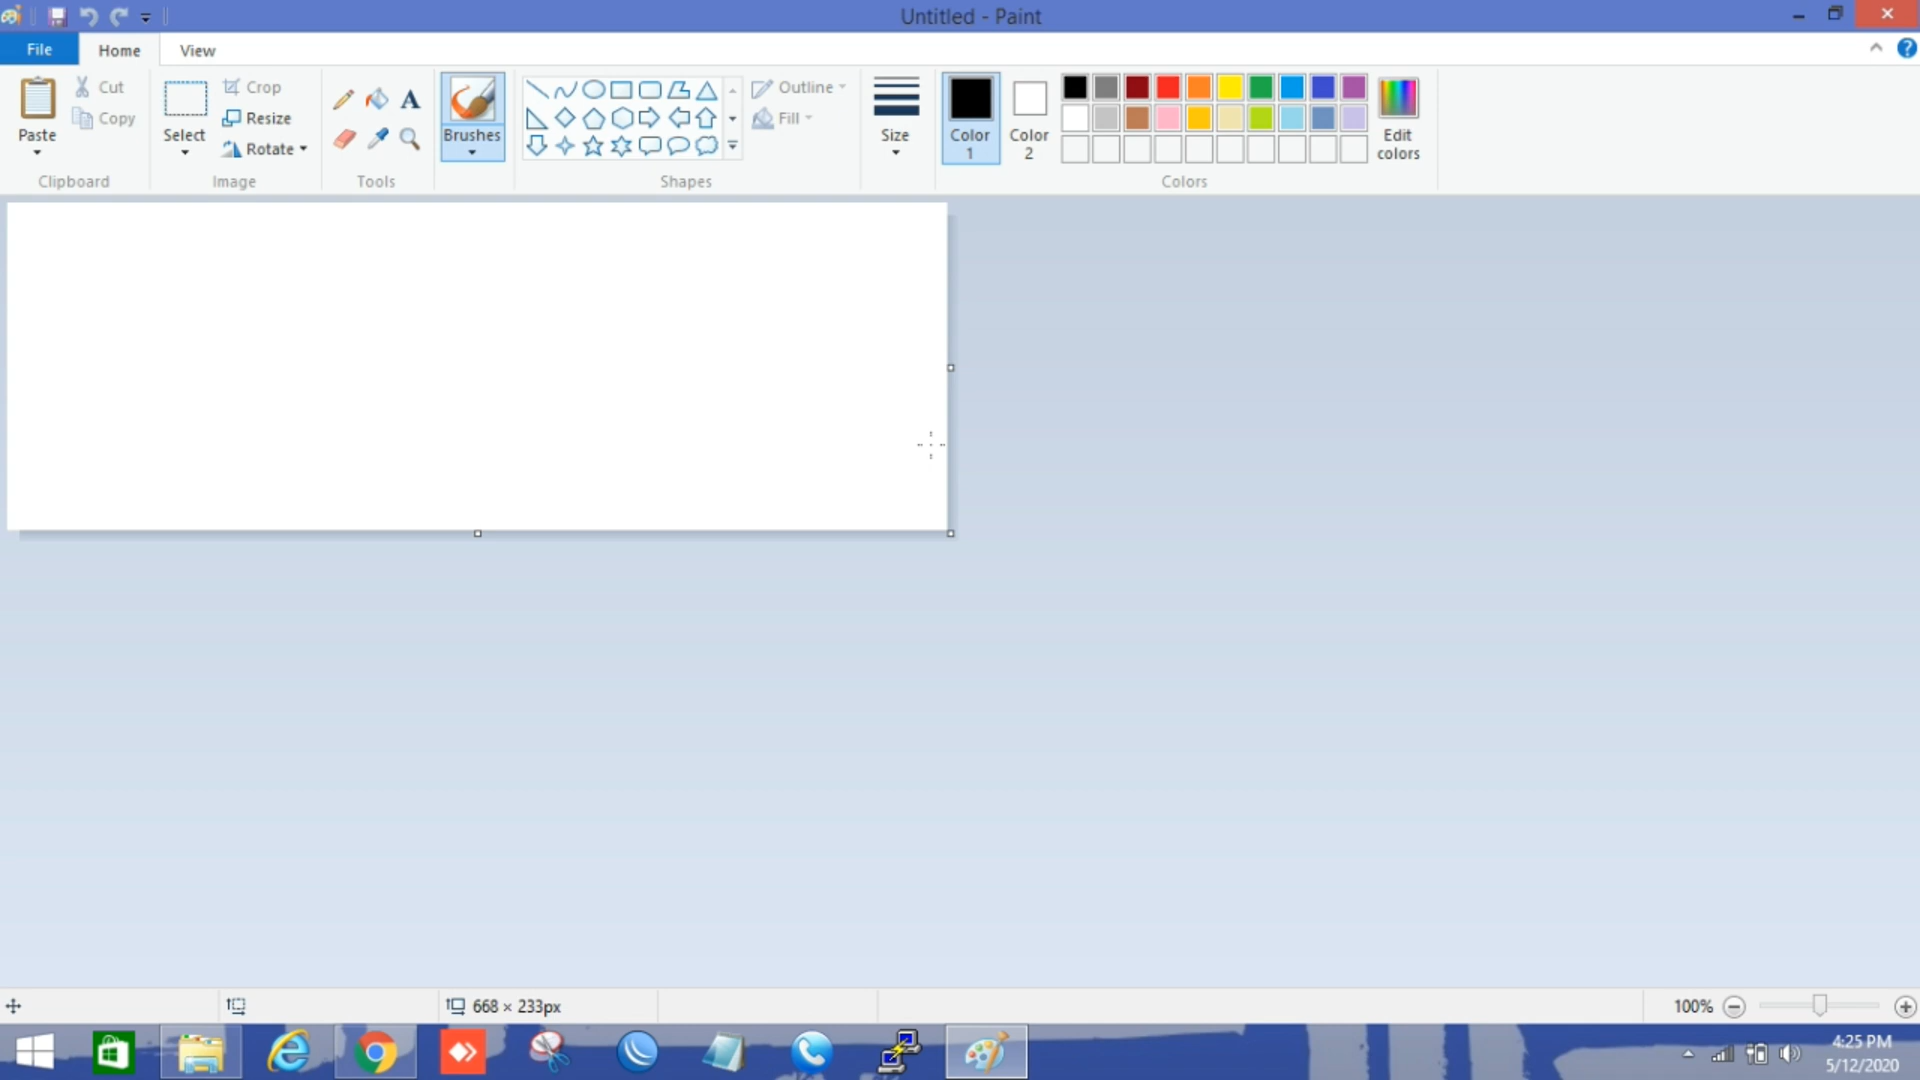 Untitled - Paint
File
Home
View
Paste
Cut
Copy
Clipboard
Select
Crop
Resize
Rotate
Image
A
Tools
Brushes
Shapes
Outline
Fill
Size
Color
1
Color
2
Edit
colors
Colors
668 × 233px
100%
4:25 PM
5/12/2020